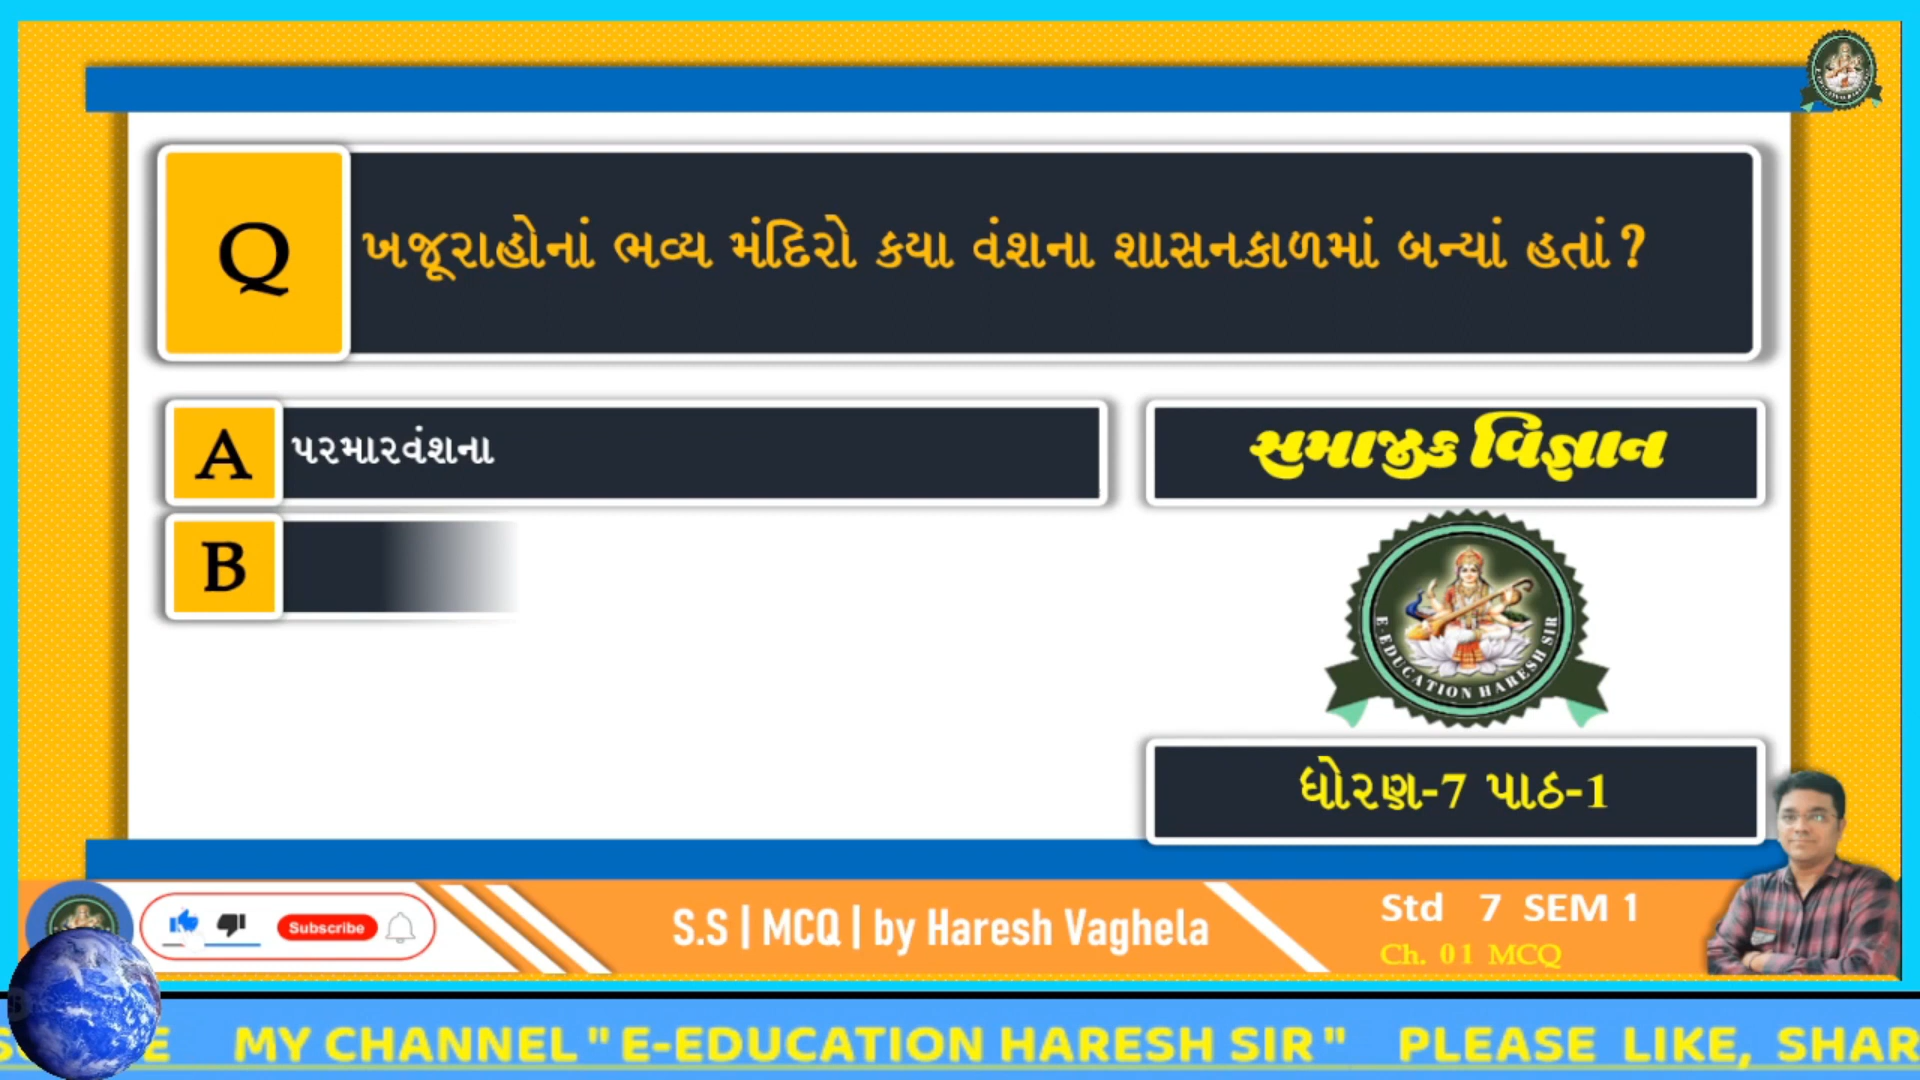 Q ખજૂરાહોનાં ભવ્ય મંદિરો કયા વંશના શાસનકાળમાં બન્યાં હતાં?
A પરમારવંશના
સમાજીક વિજ્ઞાન
B
E-EDUCATION HARESH SIR
ધોરણ-7 પાઠ-1
Subscribe
S.S | MCQ | by Haresh Vaghela
Std 7 SEM 1
Ch. 01 MCQ
MY CHANNEL "E-EDUCATION HARESH SIR" PLEASE LIKE, SHAR